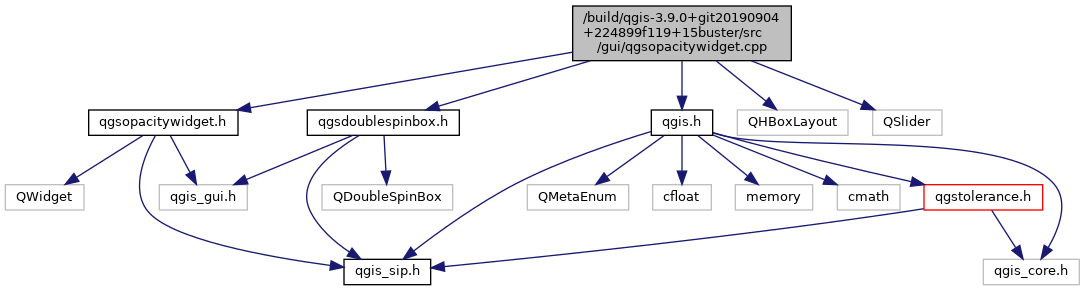 /build/qgis-3.9.0+git20190904
+224899f119+15buster/src
/gui/qgsopacitywidget.cpp
qgsopacitywidget.h
qgsdoublespinbox.h
qgis.h
QHBoxLayout
QSlider
QWidget
qgis_gui.h
QDoubleSpinBox
QMetaEnum
cfloat
memory
cmath
qgstolerance.h
qgis_sip.h
qgis_core.h